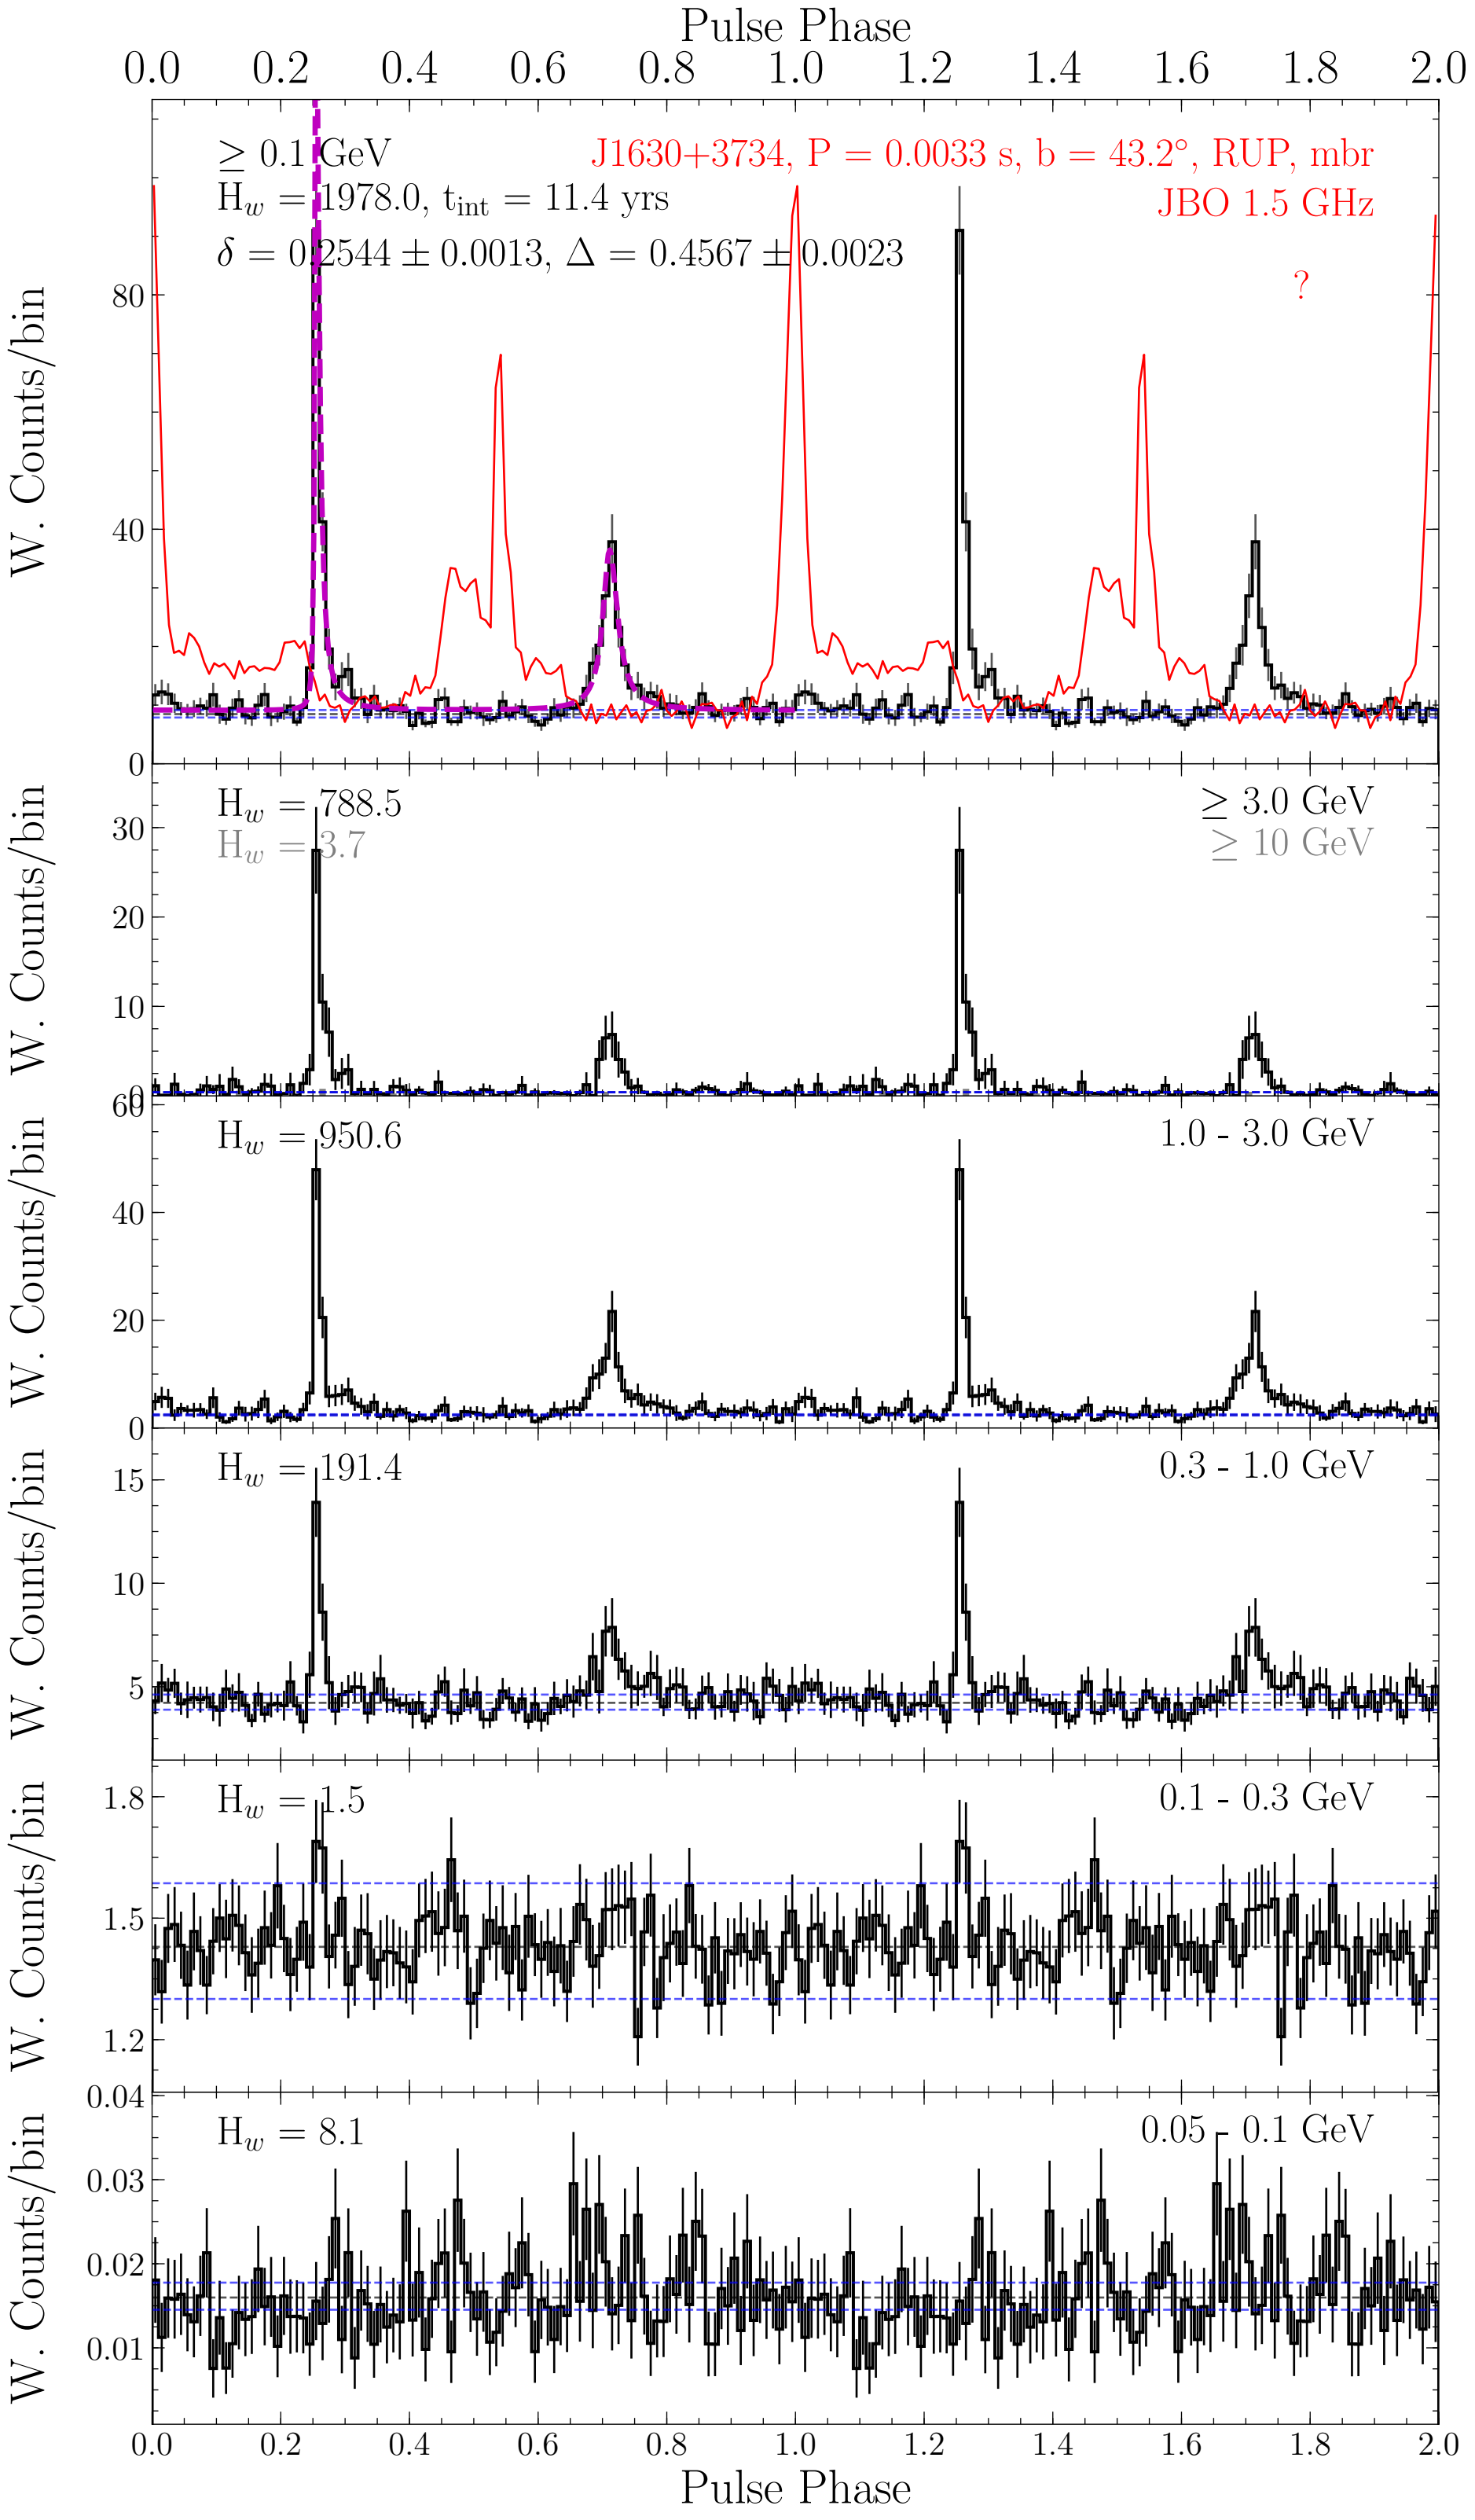 Pulse Phase
0.0 0.2 0.4 0.6 0.8 1.0 1.2 1.4 1.6 1.8 2.0
≥ 0.1 GeV
J1630+3734, P = 0.0033 s, b = 43.2°, RUP, mbr
H_w = 1978.0, t_int = 11.4 yrs
JBO 1.5 GHz
δ = 0.2544 ± 0.0013, Δ = 0.4567 ± 0.0023
?
W. Counts/bin
80
40
0
H_w = 788.5
≥ 3.0 GeV
H_w = 3.7
≥ 10 GeV
W. Counts/bin
30
20
10
0
H_w = 950.6
1.0 - 3.0 GeV
W. Counts/bin
60
40
20
0
H_w = 191.4
0.3 - 1.0 GeV
W. Counts/bin
15
10
5
H_w = 1.5
0.1 - 0.3 GeV
W. Counts/bin
1.8
1.5
1.2
H_w = 8.1
0.05 - 0.1 GeV
W. Counts/bin
0.04
0.03
0.02
0.01
0.0 0.2 0.4 0.6 0.8 1.0 1.2 1.4 1.6 1.8 2.0
Pulse Phase